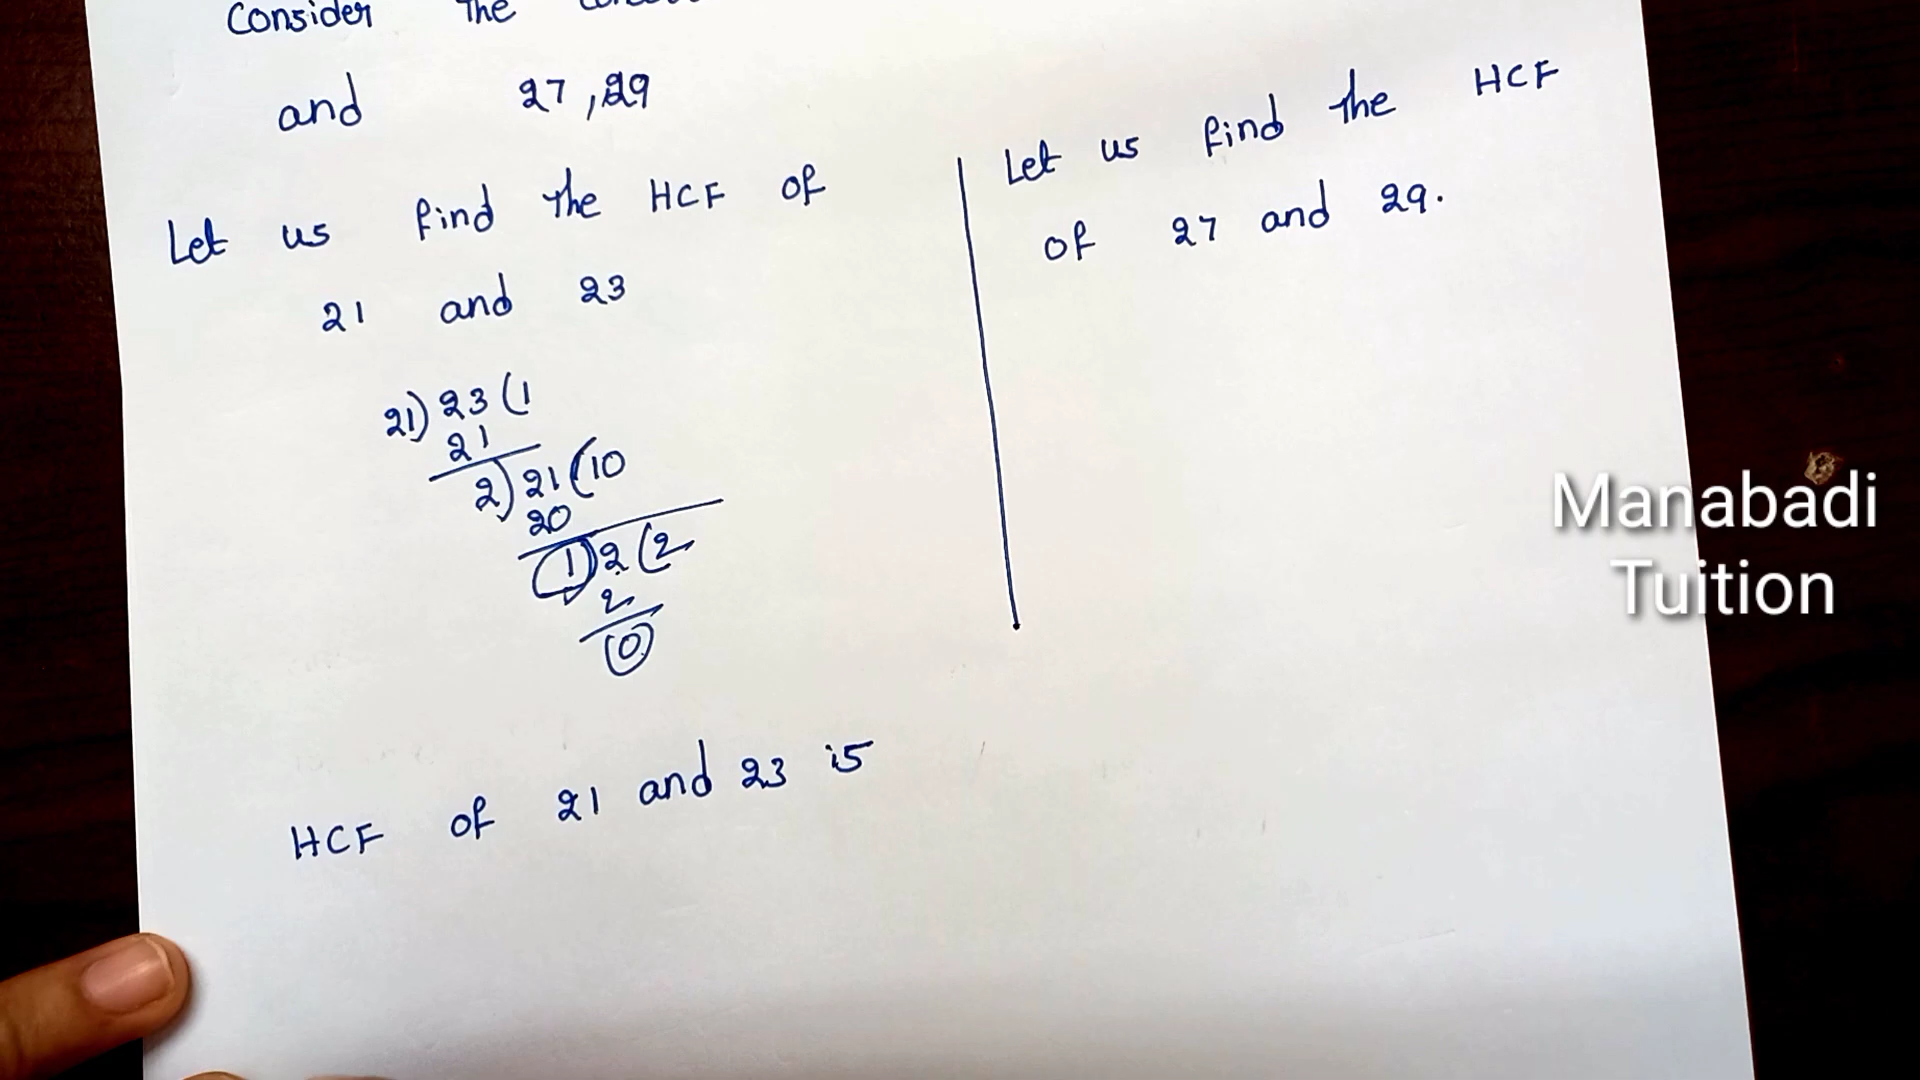 Consider the
and 27, 29
Let us find the HCF of
21 and 23
21) 23 (1
21
2) 21 (10
20
1) 2 (2
2
0
HCF of 21 and 23 is
Let us find the HCF
of 27 and 29.
Manabadi
Tuition